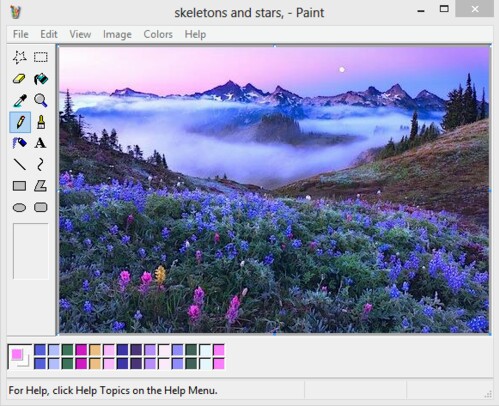 skeletons and stars, - Paint
File Edit View Image Colors Help
A
For Help, click Help Topics on the Help Menu.